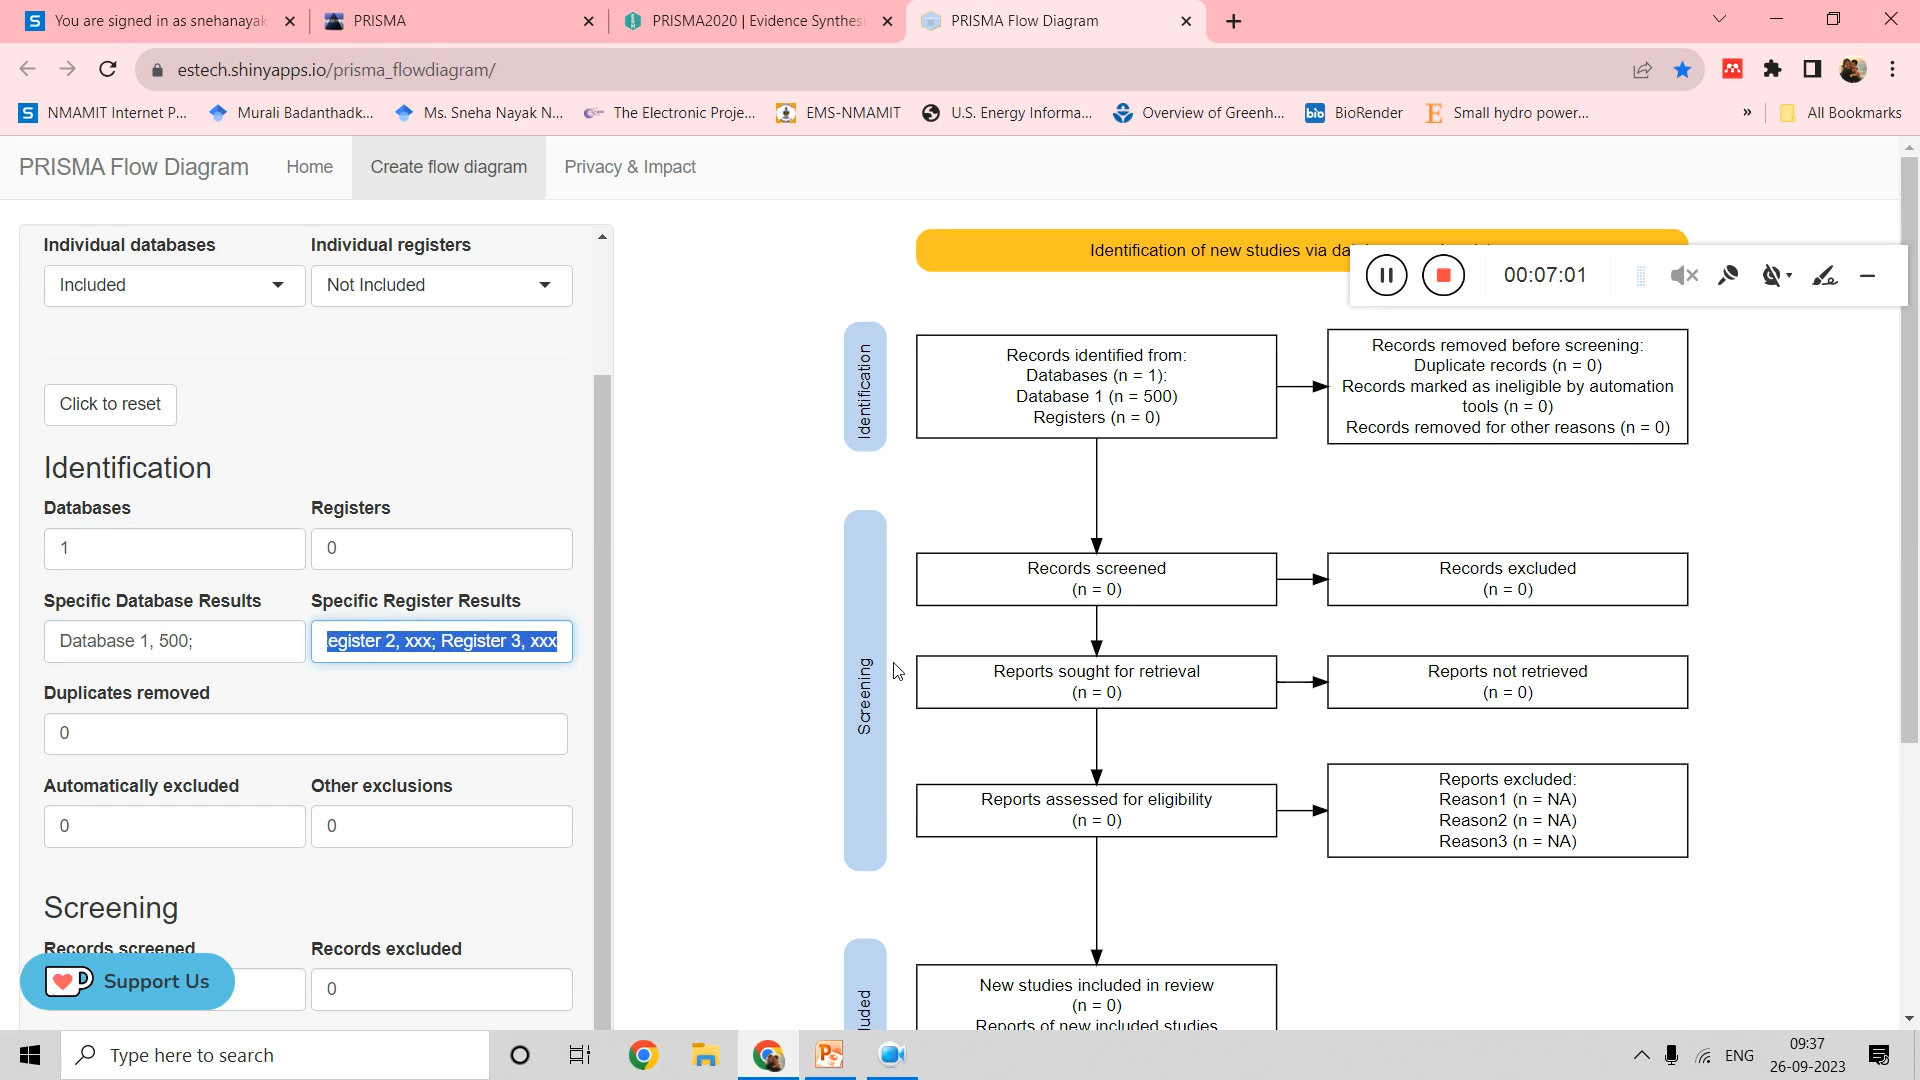 You are signed in as snehanayak
PRISMA
PRISMA2020 | Evidence Synthes
PRISMA Flow Diagram
estech.shinyapps.io/prisma_flowdiagram/
NMAMIT Internet P...
Murali Badanthadk...
Ms. Sneha Nayak N...
The Electronic Proje...
EMS-NMAMIT
U.S. Energy Informa...
Overview of Greenh...
bio
BioRender
Small hydro power...
»
All Bookmarks
PRISMA Flow Diagram
Home
Create flow diagram
Privacy & Impact
Individual databases
Individual registers
Included
Not Included
Click to reset
Identification
Databases
Registers
1
0
Specific Database Results
Specific Register Results
Database 1, 500;
egister 2, xxx; Register 3, xxx
Duplicates removed
0
Automatically excluded
Other exclusions
0
0
Screening
Records screened
Records excluded
0
Support Us
Identification of new studies via da
00:07:01
Identification
Records identified from:
Databases (n = 1):
Database 1 (n = 500)
Registers (n = 0)
Records removed before screening:
Duplicate records (n = 0)
Records marked as ineligible by automation
tools (n = 0)
Records removed for other reasons (n = 0)
Screening
Records screened
(n = 0)
Records excluded
(n = 0)
Reports sought for retrieval
(n = 0)
Reports not retrieved
(n = 0)
Reports assessed for eligibility
(n = 0)
Reports excluded:
Reason1 (n = NA)
Reason2 (n = NA)
Reason3 (n = NA)
uded
New studies included in review
(n = 0)
Reports of new included studies
Type here to search
ENG
09:37
26-09-2023